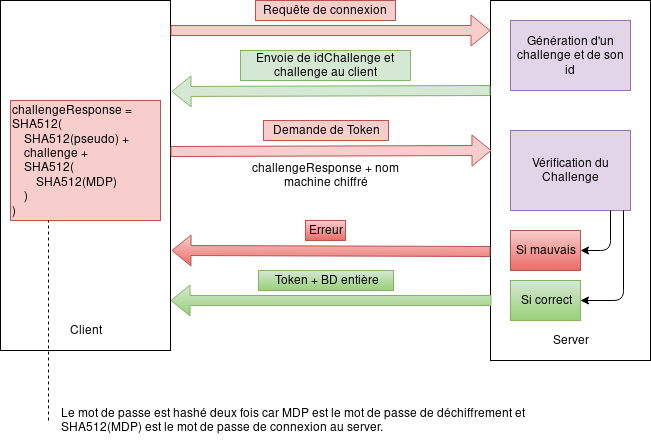 Requête de connexion
Génération d'un
challenge et de son
id
Envoie de idChallenge et
challenge au client
challengeResponse =
SHA512(
SHA512(pseudo) +
challenge +
SHA512(
SHA512(MDP)
)
)
Demande de Token
challengeResponse + nom
machine chiffré
Vérification du
Challenge
Erreur
Si mauvais
Token + BD entière
Si correct
Client
Server
Le mot de passe est hashé deux fois car MDP est le mot de passe de déchiffrement et
SHA512(MDP) est le mot de passe de connexion au server.